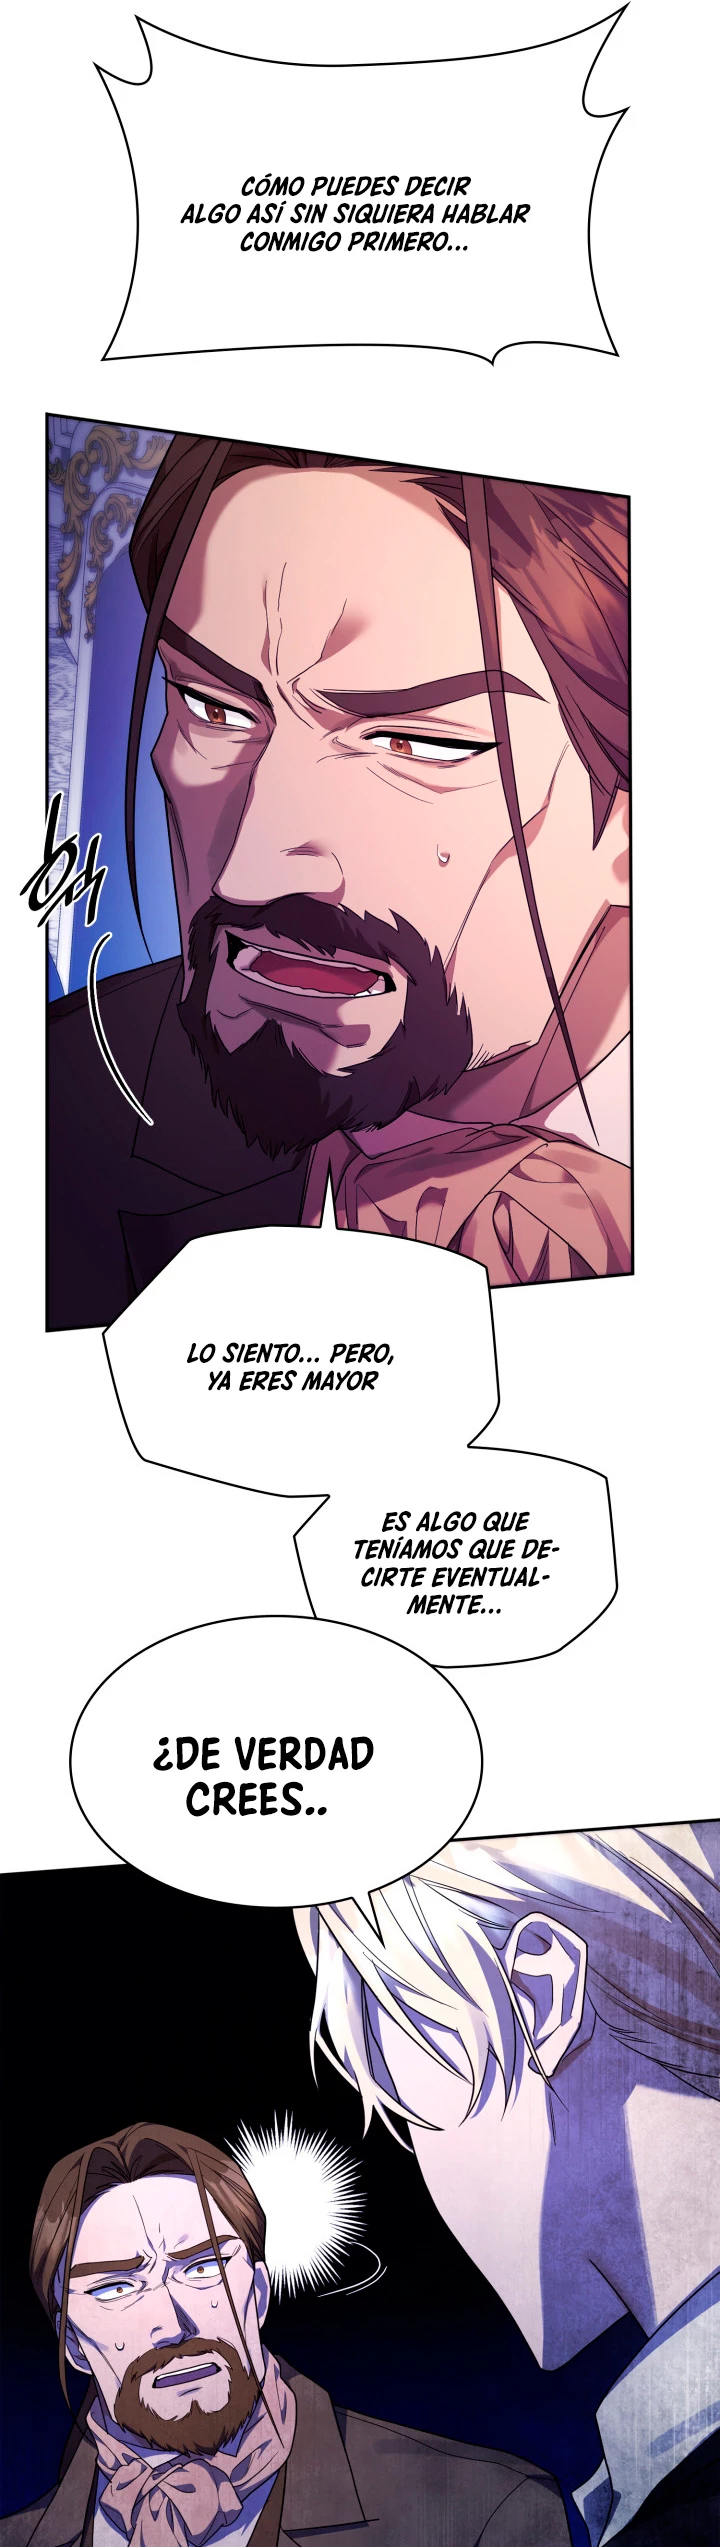 CÓMO PUEDES DECIR
ALGO ASÍ SIN SIQUIERA HABLAR
CONMIGO PRIMERO...
LO SIENTO... PERO,
YA ERES MAYOR
ES ALGO QUE
TENÍAMOS QUE DE-
CIRTE EVENTUAL-
MENTE...
¿DE VERDAD
CREES..